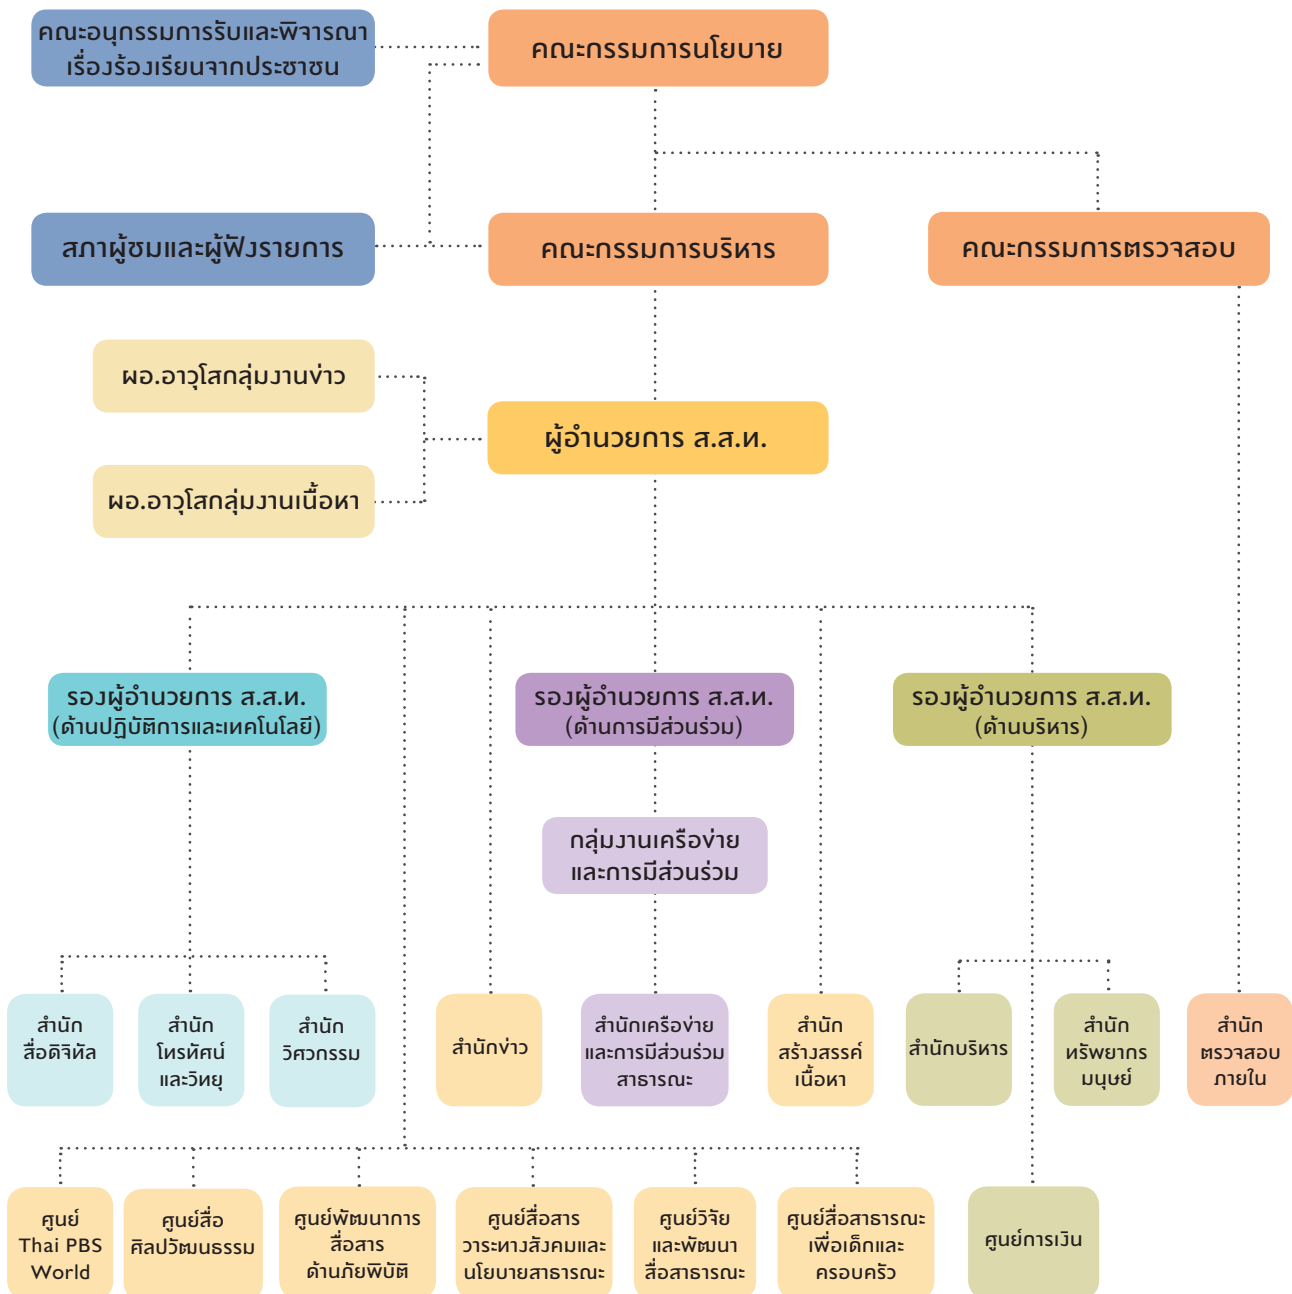 คณะอนุกรรมการรับและพิจารณา
เรื่องร้องเรียนจากประชาชน
คณะกรรมการนโยบาย
สภาผู้ชมและผู้ฟังรายการ
คณะกรรมการบริหาร
คณะกรรมการตรวจสอบ
ผอ.อาวุโสกลุ่มงานข่าว
ผู้อำนวยการ ส.ส.ท.
ผอ.อาวุโสกลุ่มงานเนื้อหา
รองผู้อำนวยการ ส.ส.ท.
(ด้านปฏิบัติการและเทคโนโลยี)
รองผู้อำนวยการ ส.ส.ท.
(ด้านการมีส่วนร่วม)
รองผู้อำนวยการ ส.ส.ท.
(ด้านบริหาร)
กลุ่มงานเครือข่าย
และการมีส่วนร่วม
สำนัก
สื่อดิจิทัล
สำนัก
โทรทัศน์
และวิทยุ
สำนัก
วิศวกรรม
สำนักข่าว
สำนักเครือข่าย
และการมีส่วนร่วม
สาธารณะ
สำนัก
สร้างสรรค์
เนื้อหา
สำนักบริหาร
สำนัก
ทรัพยากร
มนุษย์
สำนัก
ตรวจสอบ
ภายใน
ศูนย์
Thai PBS
World
ศูนย์สื่อ
ศิลปวัฒนธรรม
ศูนย์พัฒนาการ
สื่อสาร
ด้านภัยพิบัติ
ศูนย์สื่อสาร
วาระทางสังคมและ
นโยบายสาธารณะ
ศูนย์วิจัย
และพัฒนา
สื่อสาธารณะ
ศูนย์สื่อสาธารณะ
เพื่อเด็กและ
ครอบครัว
ศูนย์การเงิน